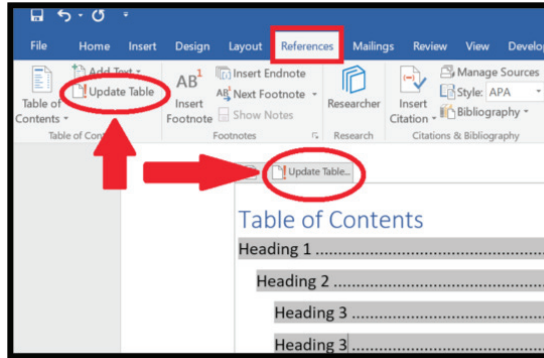 File Home Insert Design Layout References Mailings Review View Develo
Add Text
Update Table
Table of Contents
Table of Cont
AB1
Insert Footnote
Insert Endnote
AB Next Footnote
Show Notes
Footnotes
Researcher
Research
Insert Citation
Manage Sources
Style: APA
Bibliography
Citations & Bibliography
Update Table...
Table of Contents
Heading 1 ..........................................
Heading 2 ......................................
Heading 3 ...................................
Heading 3 ...................................